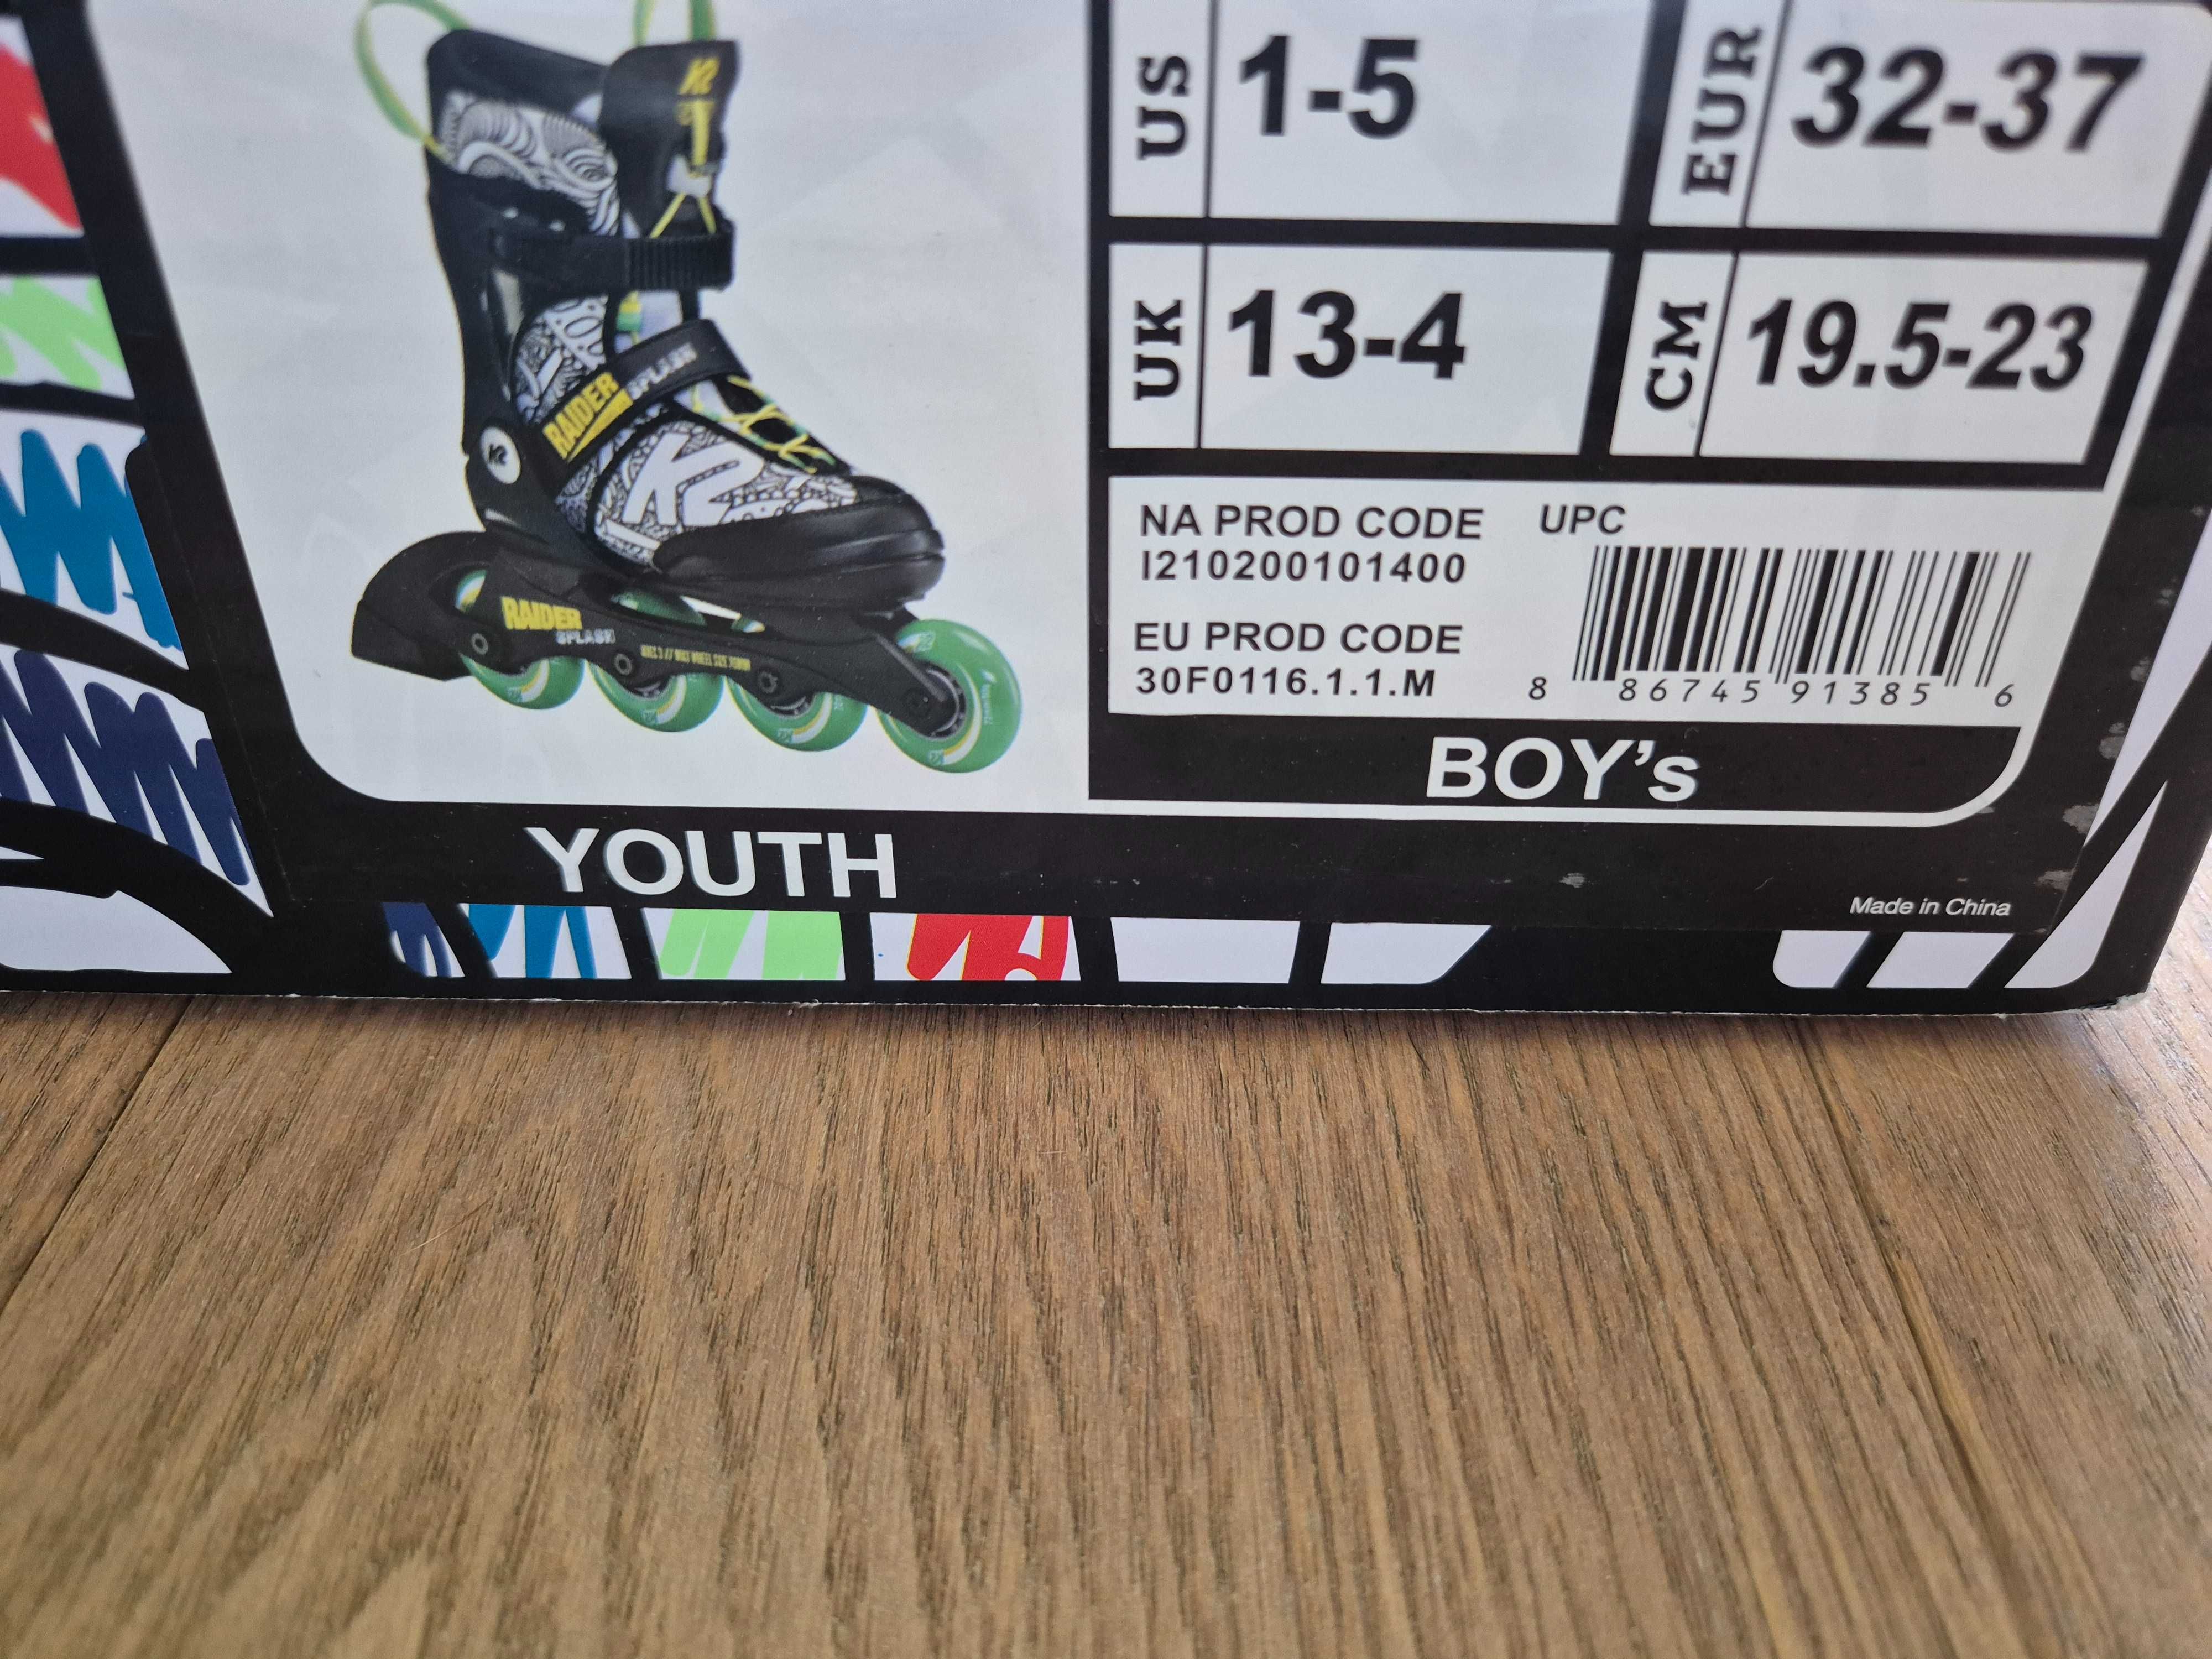 K2
RAIDER SPLASH
K2
K2
RAIDER
SPLASH
US 1-5
EUR 32-37
UK 13-4
CM 19.5-23
NA PROD CODE
I210200101400
EU PROD CODE
30F0116.1.1.M
UPC
8 86745 91385 6
BOY's
YOUTH
Made in China